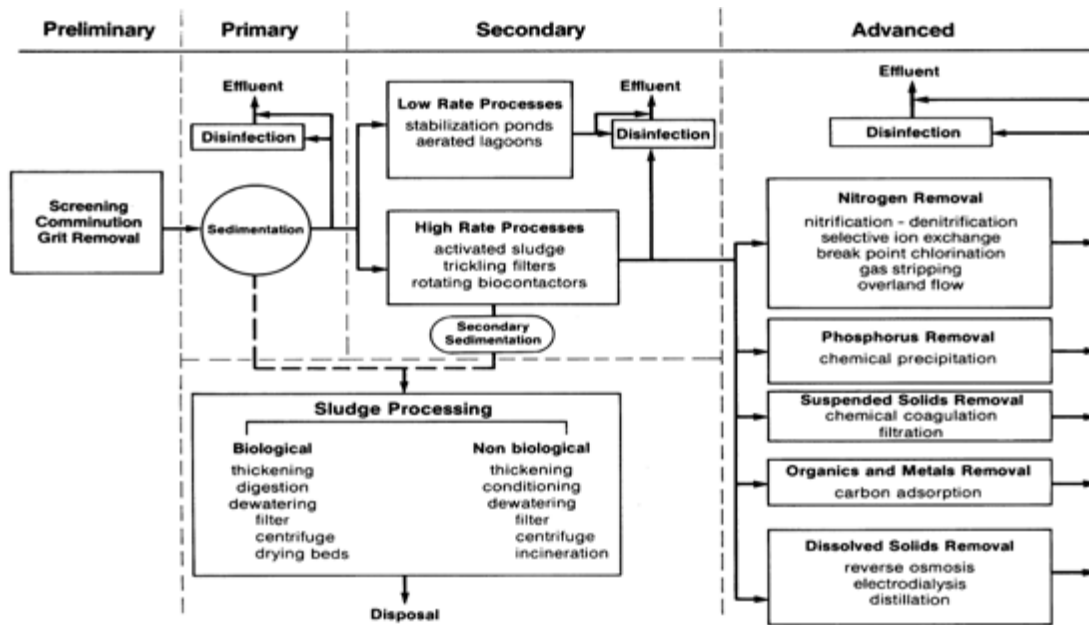 Preliminary
Primary
Secondary
Advanced
Effluent
Disinfection
Screening
Comminution
Grit Removal
Sedimentation
Low Rate Processes
stabilization ponds
aerated lagoons
Effluent
Disinfection
High Rate Processes
activated sludge
trickling filters
rotating biocontactors
Secondary
Sedimentation
Sludge Processing
Biological
thickening
digestion
dewatering
filter
centrifuge
drying beds
Non biological
thickening
conditioning
dewatering
filter
centrifuge
incineration
Disposal
Effluent
Disinfection
Nitrogen Removal
nitrification - denitrification
selective ion exchange
break point chlorination
gas stripping
overland flow
Phosphorus Removal
chemical precipitation
Suspended Solids Removal
chemical coagulation
filtration
Organics and Metals Removal
carbon adsorption
Dissolved Solids Removal
reverse osmosis
electrodialysis
distillation